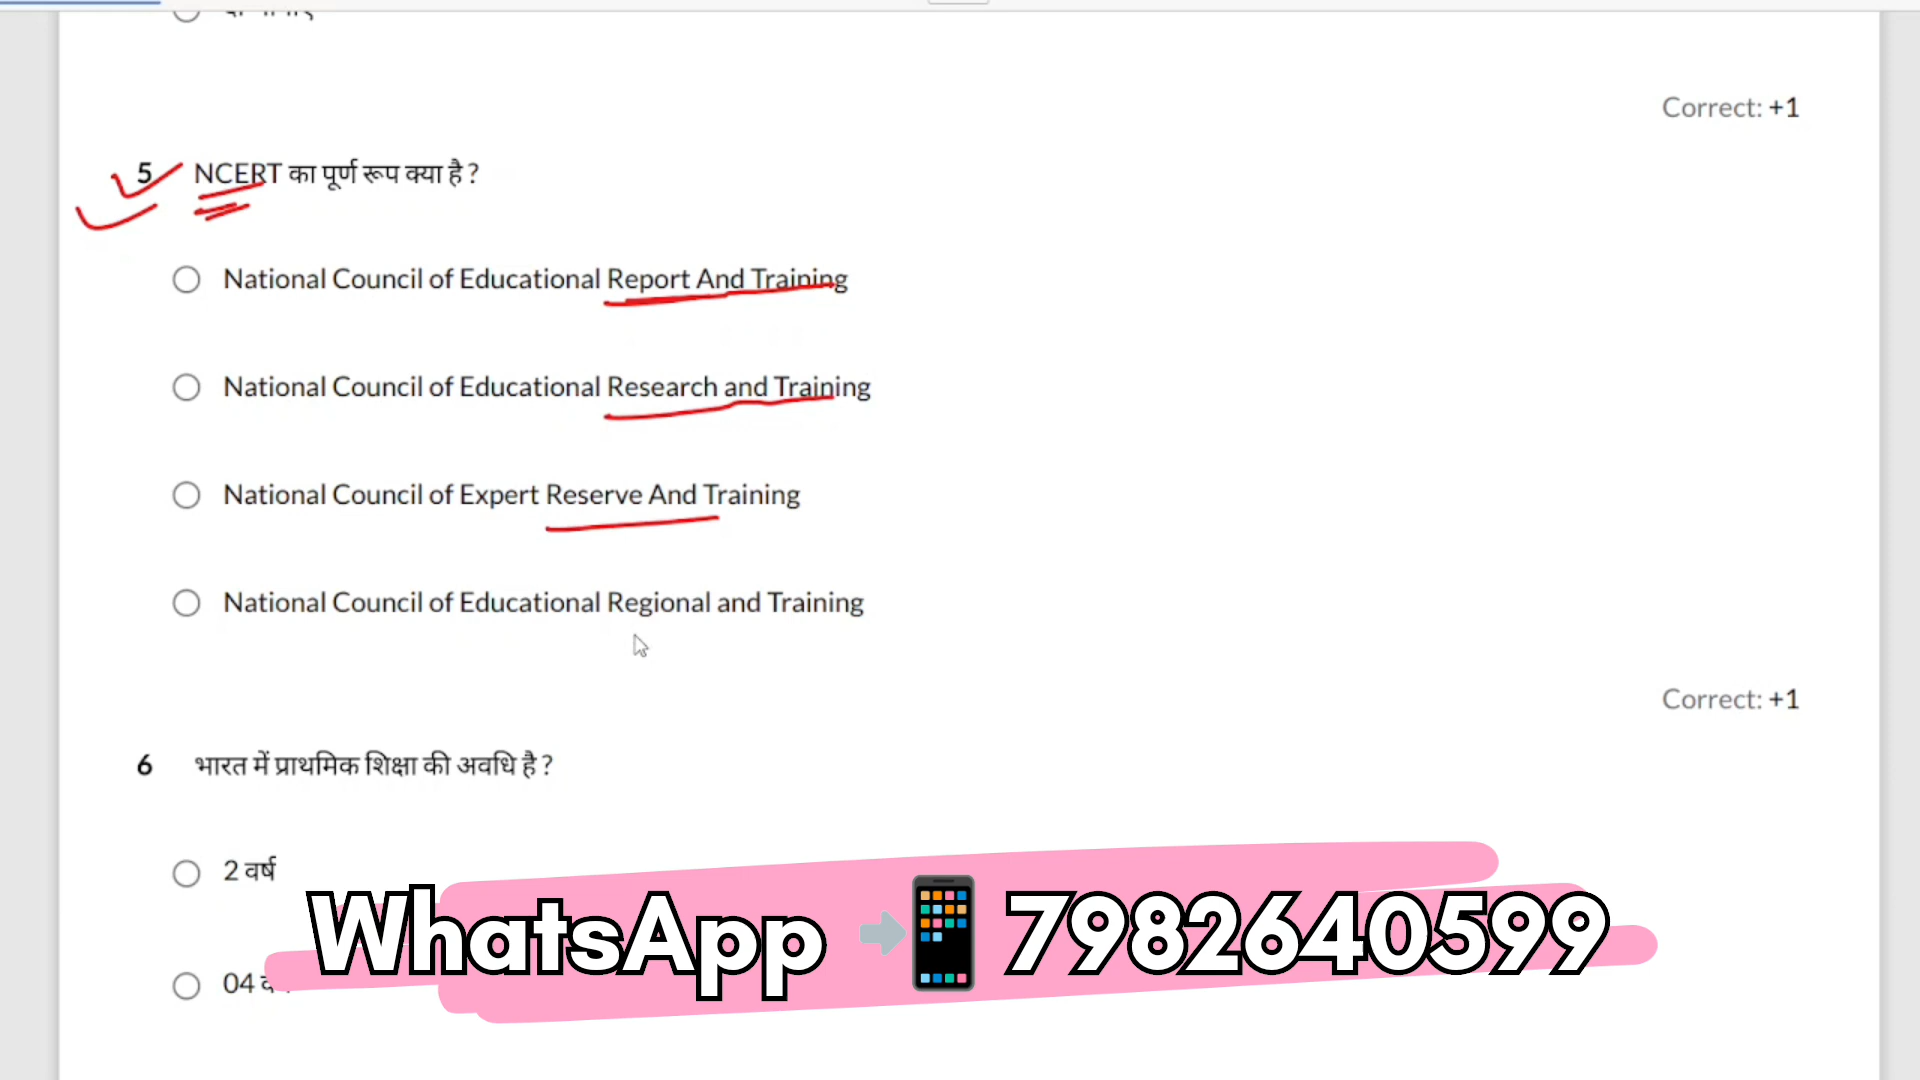 Correct: +1
5 NCERT का पूर्ण रूप क्या है ?
National Council of Educational Report And Training
National Council of Educational Research and Training
National Council of Expert Reserve And Training
National Council of Educational Regional and Training
Correct: +1
6 भारत में प्राथमिक शिक्षा की अवधि है ?
2 वर्ष
WhatsApp 7982640599
04